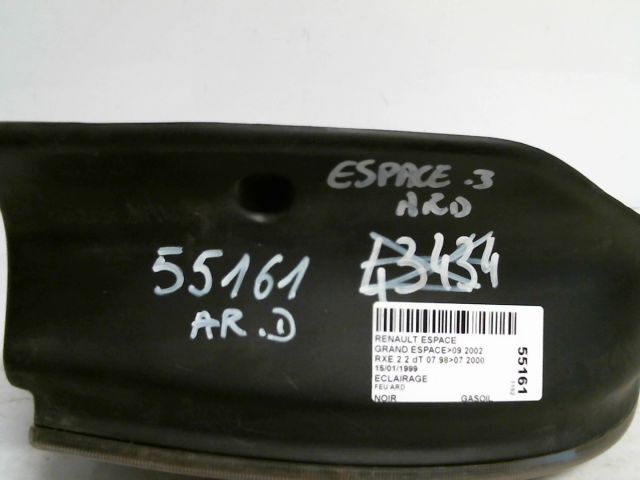 ESPACE.3
ARD
43434
55161
AR.D
RENAULT ESPACE
GRAND ESPACE>09 2002
RXE 2 2 dT 07 98>07 2000
15/01/1999
ECLAIRAGE
FEU ARD
NOIR GASOIL
55161